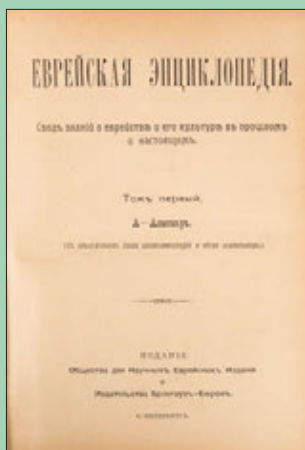 ЕВРЕЙСКАЯ ЭНЦИКЛОПЕДІЯ.
Сводъ знаній о еврействѣ и его культурѣ въ прошломъ
и настоящемъ.
Томъ первый.
А—
ИЗДАНІЕ
Общества для Научныхъ Еврейскихъ Изданій
и
Издательства Брокгаузъ-Ефронъ.
С.-ПЕТЕРБУРГЪ.